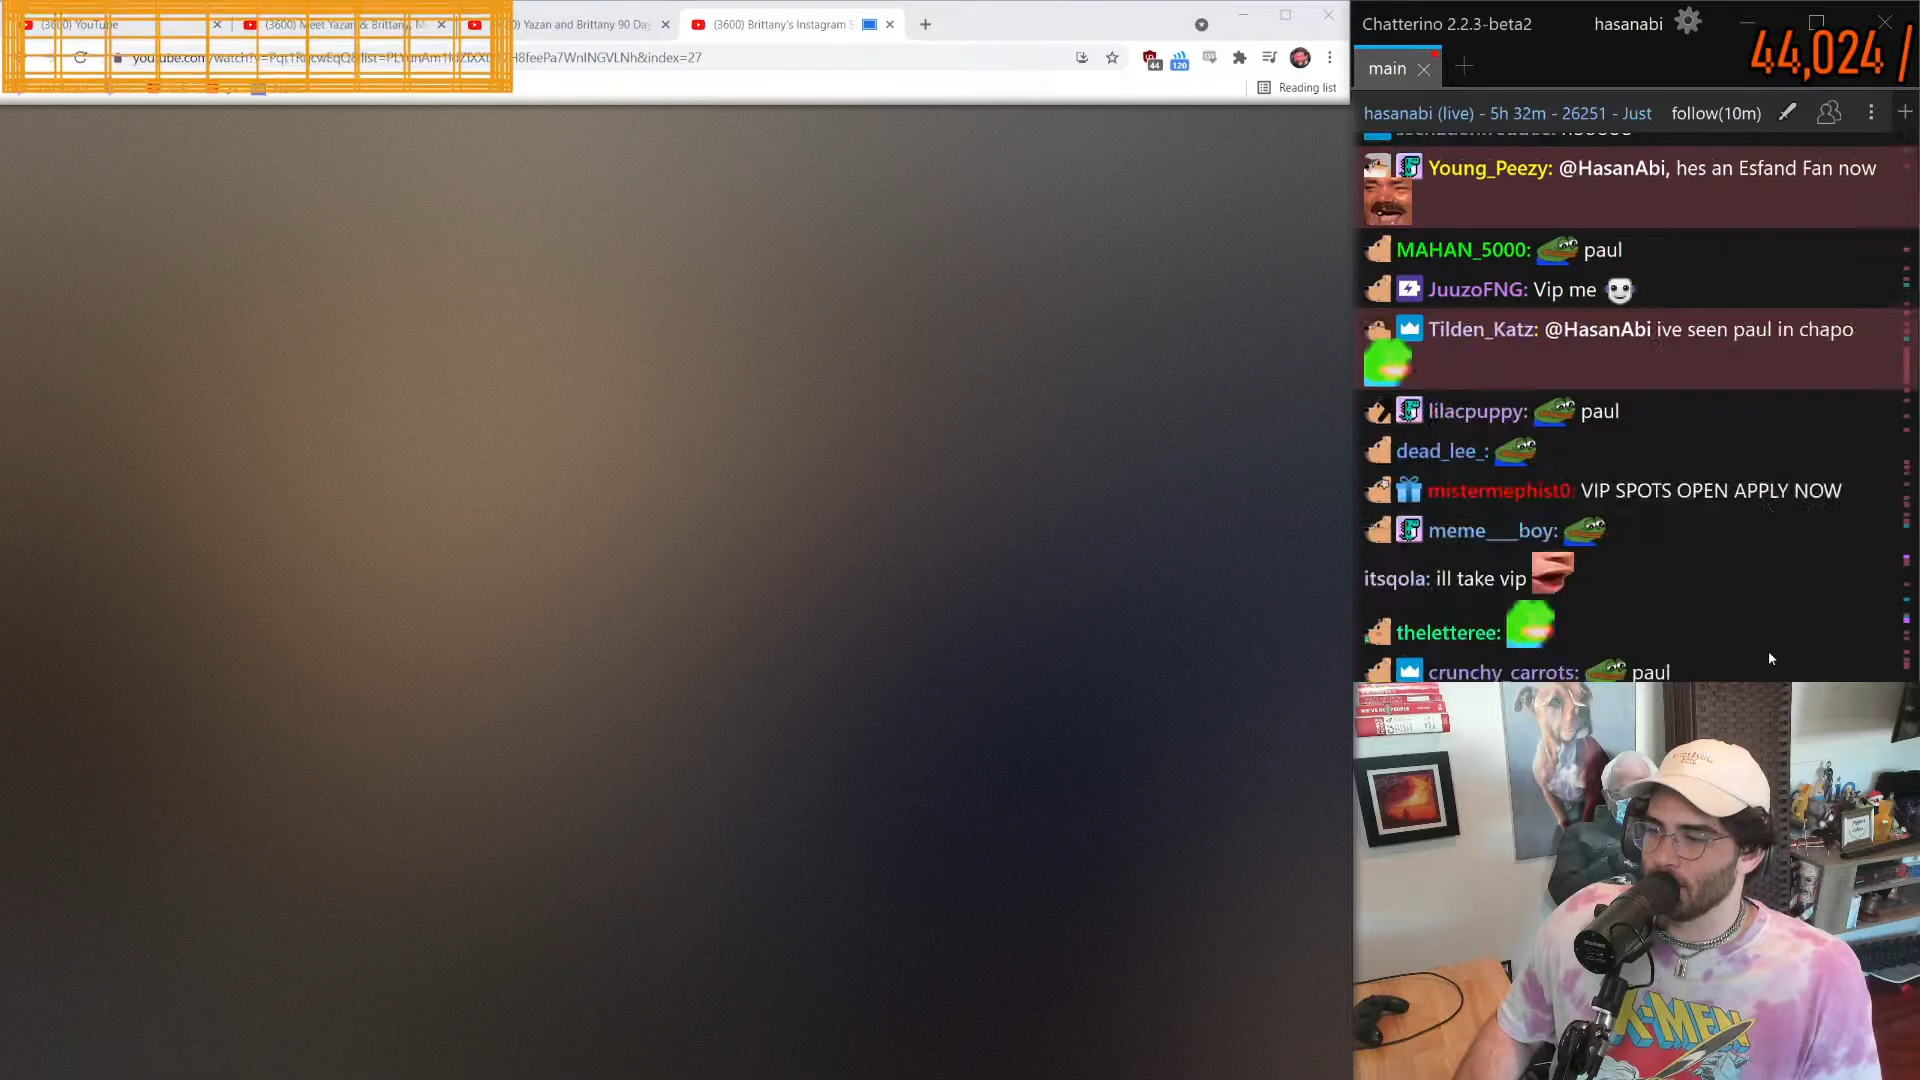 (3600) YouTube
(3600) Meet Yazan & Brittany, M
) Yazan and Brittany 90 Day
(3600) Brittany's Instagram S
youtube.com/watch?v=
&index=27
44
120
Reading list
Chatterino 2.2.3-beta2
hasanabi
44,024 /
main
hasanabi (live) - 5h 32m - 26251 - Just
follow(10m)
Young_Peezy: @HasanAbi, hes an Esfand Fan now
MAHAN_5000: paul
JuuzoFNG: Vip me
Tilden_Katz: @HasanAbi ive seen paul in chapo
lilacpuppy: paul
dead_lee_:
mistermephist0: VIP SPOTS OPEN APPLY NOW
meme___boy:
itsqola: ill take vip
theletteree:
crunchy_carrots: paul
X-MEN